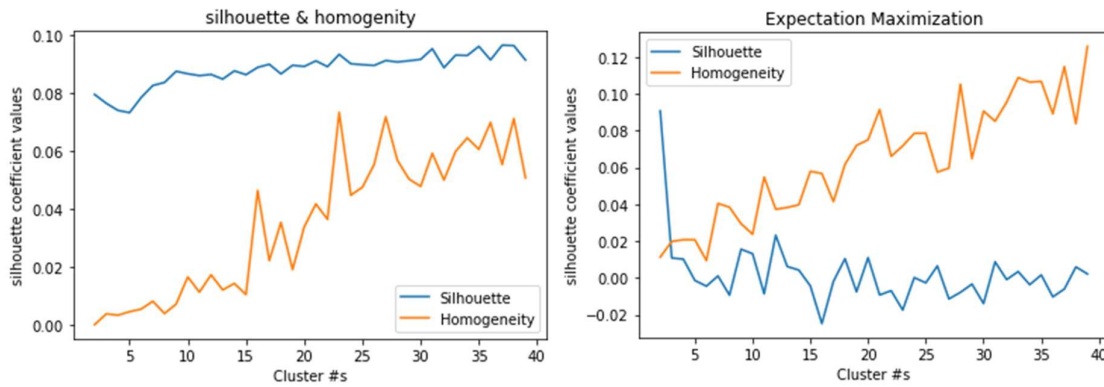 silhouette & homogenity
silhouette coefficient values
0.10
0.08
0.06
0.04
0.02
0.00
Silhouette
Homogeneity
5 10 15 20 25 30 35 40
Cluster #s
Expectation Maximization
silhouette coefficient values
0.12
0.10
0.08
0.06
0.04
0.02
0.00
−0.02
Silhouette
Homogeneity
5 10 15 20 25 30 35 40
Cluster #s